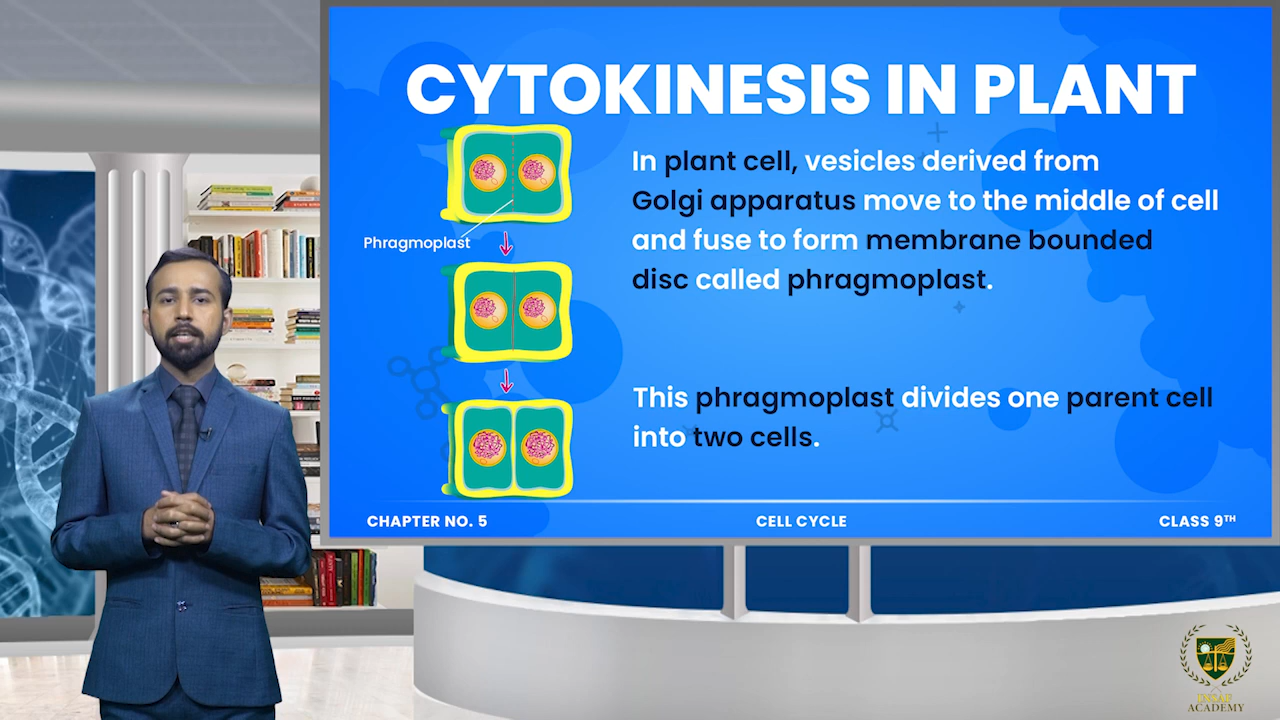 CYTOKINESIS IN PLANT
Phragmoplast
In plant cell, vesicles derived from
Golgi apparatus move to the middle of cell
and fuse to form membrane bounded
disc called phragmoplast.
This phragmoplast divides one parent cell
into two cells.
CHAPTER NO. 5
CELL CYCLE
CLASS 9TH
INSAF
ACADEMY